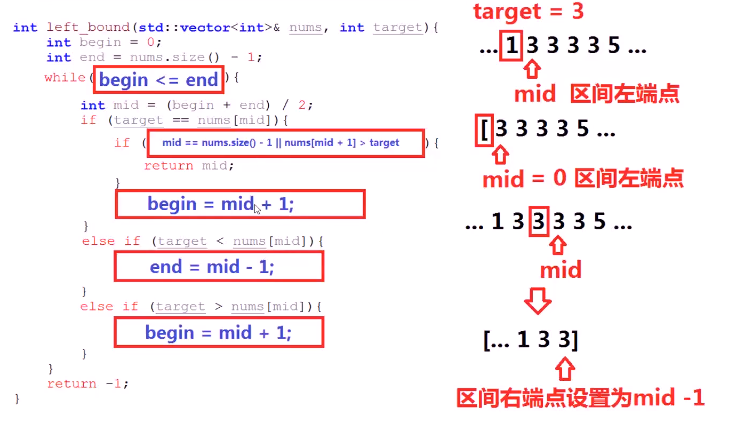 int left_bound(std::vector<int>& nums, int target){
int begin = 0;
int end = nums.size() - 1;
while(begin <= end){
int mid = (begin + end) / 2;
if (target == nums[mid]){
if (mid == nums.size() - 1 || nums[mid + 1] > target){
return mid;
}
begin = mid + 1;
}
else if (target < nums[mid]){
end = mid - 1;
}
else if (target > nums[mid]){
begin = mid + 1;
}
}
return -1;
}
target = 3
... 1 3 3 3 3 5 ...
mid 区间左端点
[ 3 3 3 3 5 ...
mid = 0 区间左端点
... 1 3 3 3 3 5 ...
mid
[... 1 3 3]
区间右端点设置为mid -1